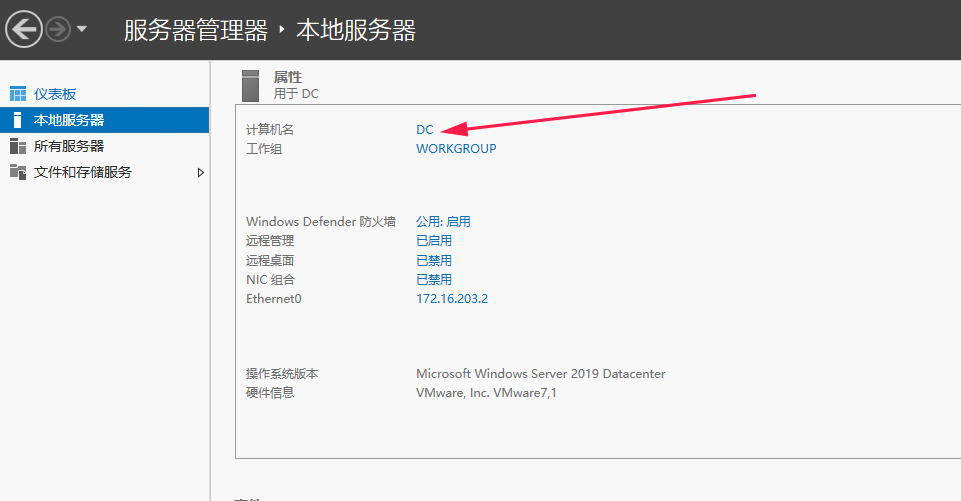 服务器管理器 ‣ 本地服务器
仪表板
本地服务器
所有服务器
文件和存储服务
属性
用于 DC
计算机名 DC
工作组 WORKGROUP
Windows Defender 防火墙 公用: 启用
远程管理 已启用
远程桌面 已禁用
NIC 组合 已禁用
Ethernet0 172.16.203.2
操作系统版本 Microsoft Windows Server 2019 Datacenter
硬件信息 VMware, Inc. VMware7,1